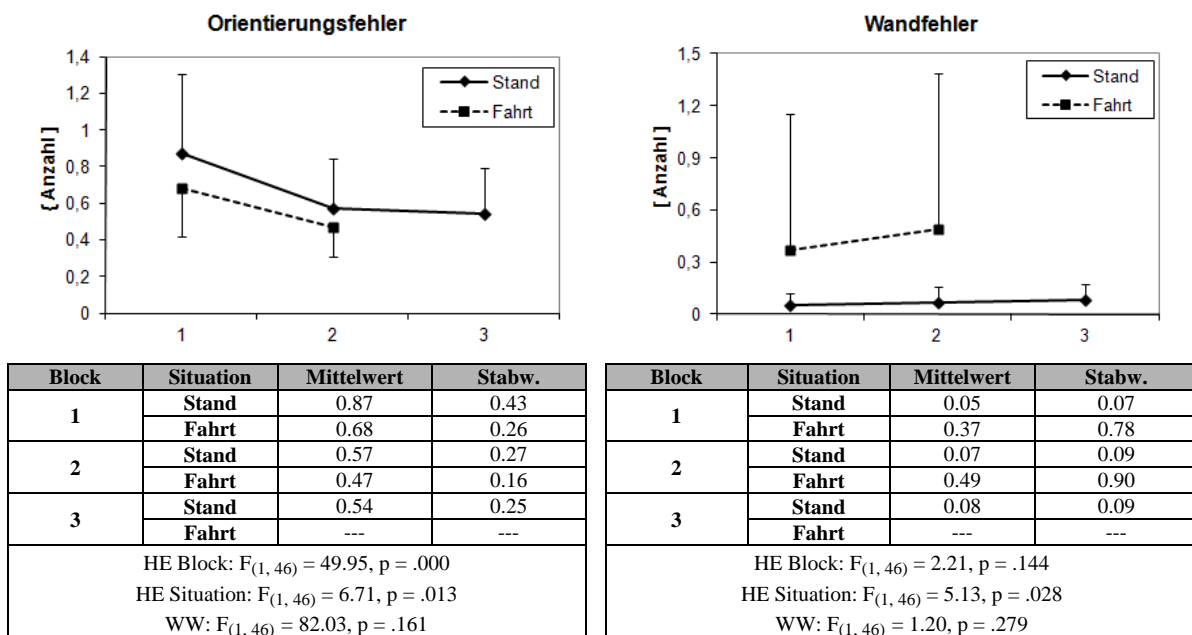 Orientierungsfehler
{ Anzahl ]
1,4
1,2
1
0,8
0,6
0,4
0,2
0
1 2 3
Stand
Fahrt
Block Situation Mittelwert Stabw.
1 Stand 0.87 0.43
Fahrt 0.68 0.26
2 Stand 0.57 0.27
Fahrt 0.47 0.16
3 Stand 0.54 0.25
Fahrt --- ---
HE Block: F(1, 46) = 49.95, p = .000
HE Situation: F(1, 46) = 6.71, p = .013
WW: F(1, 46) = 82.03, p = .161
Wandfehler
[ Anzahl ]
1,5
1,2
0,9
0,6
0,3
0
1 2 3
Stand
Fahrt
Block Situation Mittelwert Stabw.
1 Stand 0.05 0.07
Fahrt 0.37 0.78
2 Stand 0.07 0.09
Fahrt 0.49 0.90
3 Stand 0.08 0.09
Fahrt --- ---
HE Block: F(1, 46) = 2.21, p = .144
HE Situation: F(1, 46) = 5.13, p = .028
WW: F(1, 46) = 1.20, p = .279